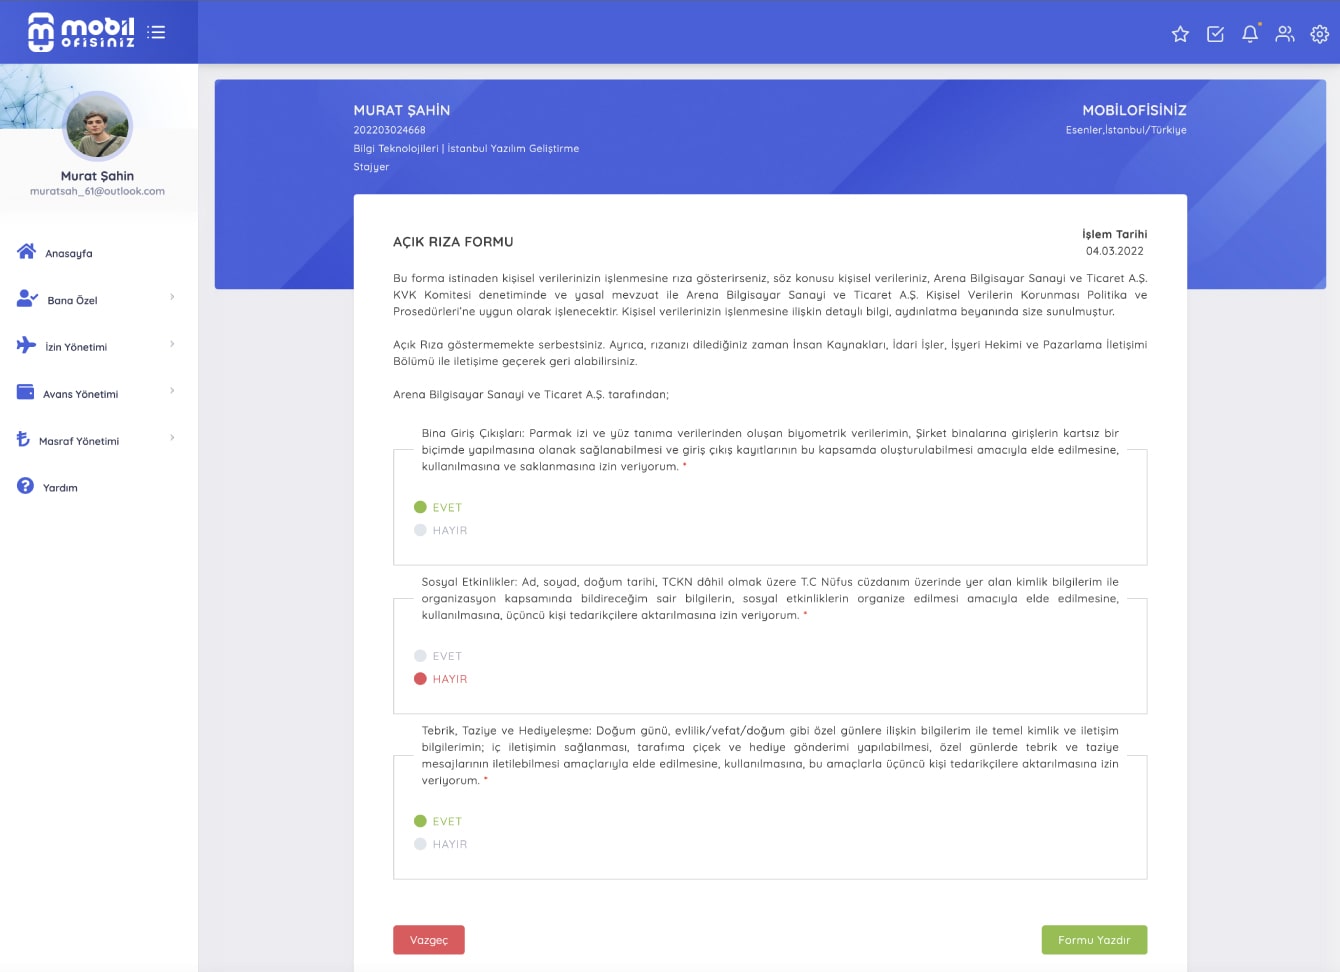 mobil
ofisiniz
Murat Şahin
muratsah_61@outlook.com
Anasayfa
Bana Özel
İzin Yönetimi
Avans Yönetimi
Masraf Yönetimi
Yardım
MURAT ŞAHİN
202203024668
Bilgi Teknolojileri | İstanbul Yazılım Geliştirme
Stajyer
MOBİLOFİSİNİZ
Esenler,İstanbul/Türkiye
AÇIK RIZA FORMU
İşlem Tarihi
04.03.2022
Bu forma istinaden kişisel verilerinizin işlenmesine rıza gösterirseniz, söz konusu kişisel verileriniz, Arena Bilgisayar Sanayi ve Ticaret A.Ş.
KVK Komitesi denetiminde ve yasal mevzuat ile Arena Bilgisayar Sanayi ve Ticaret A.Ş. Kişisel Verilerin Korunması Politika ve
Prosedürleri'ne uygun olarak işlenecektir. Kişisel verilerinizin işlenmesine ilişkin detaylı bilgi, aydınlatma beyanında size sunulmuştur.
Açık Rıza göstermemekte serbestsiniz. Ayrıca, rızanızı dilediğiniz zaman İnsan Kaynakları, İdari İşler, İşyeri Hekimi ve Pazarlama İletişimi
Bölümü ile iletişime geçerek geri alabilirsiniz.
Arena Bilgisayar Sanayi ve Ticaret A.Ş. tarafından;
Bina Giriş Çıkışları: Parmak izi ve yüz tanıma verilerinden oluşan biyometrik verilerimin, Şirket binalarına girişlerin kartsız bir
biçimde yapılmasına olanak sağlanabilmesi ve giriş çıkış kayıtlarının bu kapsamda oluşturulabilmesi amacıyla elde edilmesine,
kullanılmasına ve saklanmasına izin veriyorum. *
EVET
HAYIR
Sosyal Etkinlikler: Ad, soyad, doğum tarihi, TCKN dâhil olmak üzere T.C Nüfus cüzdanım üzerinde yer alan kimlik bilgilerim ile
organizasyon kapsamında bildireceğim sair bilgilerin, sosyal etkinliklerin organize edilmesi amacıyla elde edilmesine,
kullanılmasına, üçüncü kişi tedarikçilere aktarılmasına izin veriyorum. *
EVET
HAYIR
Tebrik, Taziye ve Hediyeleşme: Doğum günü, evlilik/vefat/doğum gibi özel günlere ilişkin bilgilerim ile temel kimlik ve iletişim
bilgilerimin; iç iletişimin sağlanması, tarafıma çiçek ve hediye gönderimi yapılabilmesi, özel günlerde tebrik ve taziye
mesajlarının iletilebilmesi amaçlarıyla elde edilmesine, kullanılmasına, bu amaçlarla üçüncü kişi tedarikçilere aktarılmasına izin
veriyorum. *
EVET
HAYIR
Vazgeç
Formu Yazdır